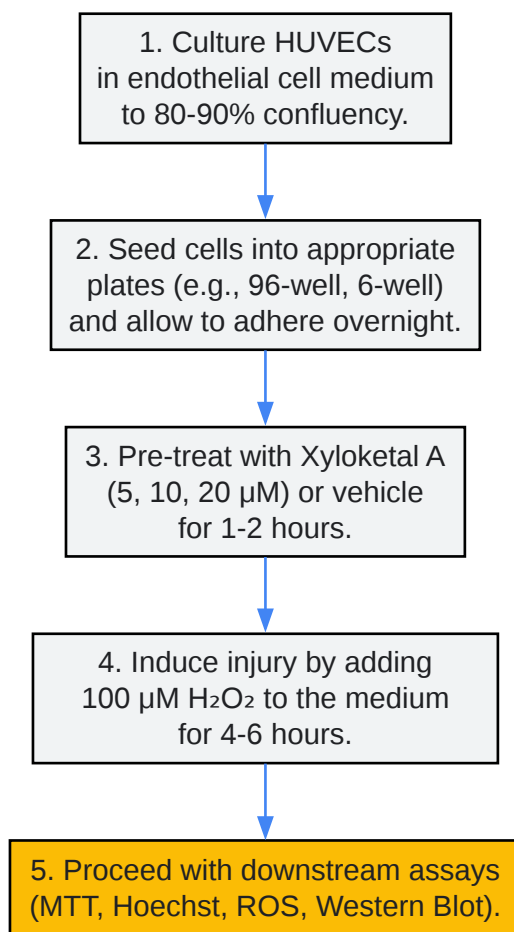 1. Culture HUVECs
in endothelial cell medium
to 80-90% confluency.
2. Seed cells into appropriate
plates (e.g., 96-well, 6-well)
and allow to adhere overnight.
3. Pre-treat with Xyloketal A
(5, 10, 20 μM) or vehicle
for 1-2 hours.
4. Induce injury by adding
100 μM H₂O₂ to the medium
for 4-6 hours.
5. Proceed with downstream assays
(MTT, Hoechst, ROS, Western Blot).